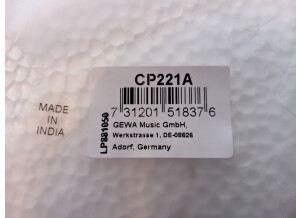 CP221A
7 31201 51837 6
GEWA Music GmbH,
Werkstrasse 1, DE-08626
Adorf, Germany
LP881050
MADE
IN
INDIA